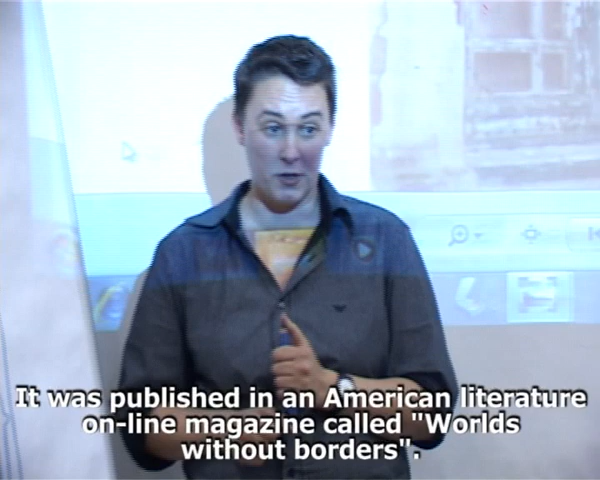 It was published in an American literature
on-line magazine called "Worlds
without borders".